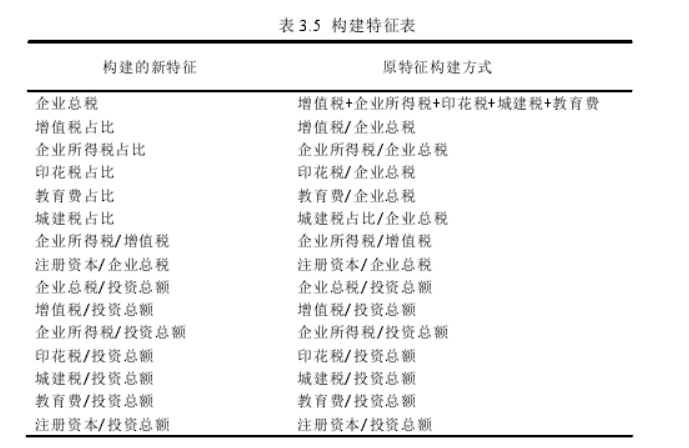 表 3.5 构建特征表
构建的新特征 原特征构建方式
企业总税 增值税+企业所得税+印花税+城建税+教育费
增值税占比 增值税/企业总税
企业所得税占比 企业所得税/企业总税
印花税占比 印花税/企业总税
教育费占比 教育费/企业总税
城建税占比 城建税占比/企业总税
企业所得税/增值税 企业所得税/增值税
注册资本/企业总税 注册资本/企业总税
企业总税/投资总额 企业总税/投资总额
增值税/投资总额 增值税/投资总额
企业所得税/投资总额 企业所得税/投资总额
印花税/投资总额 印花税/投资总额
城建税/投资总额 城建税/投资总额
教育费/投资总额 教育费/投资总额
注册资本/投资总额 注册资本/投资总额